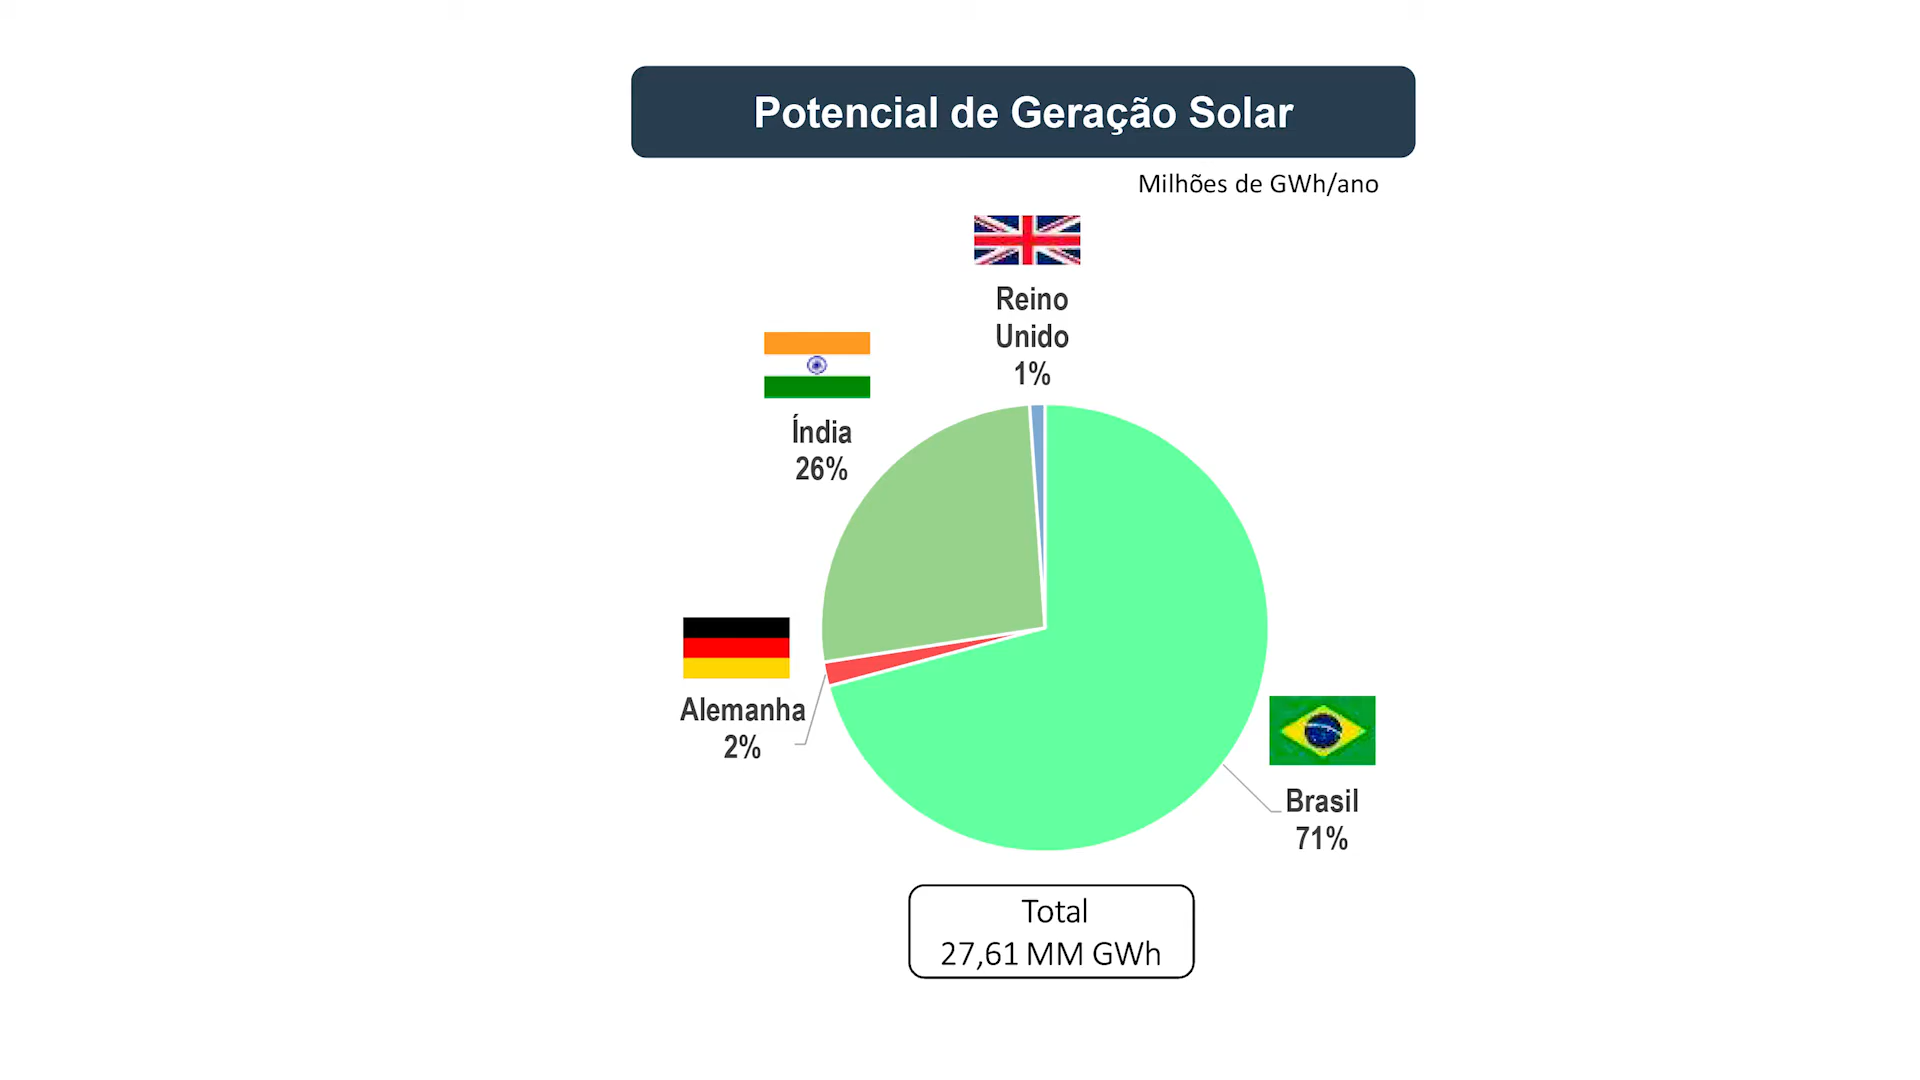 Potencial de Geração Solar
Milhões de GWh/ano
Reino
Unido
1%
Índia
26%
Alemanha
2%
Brasil
71%
Total
27,61 MM GWh